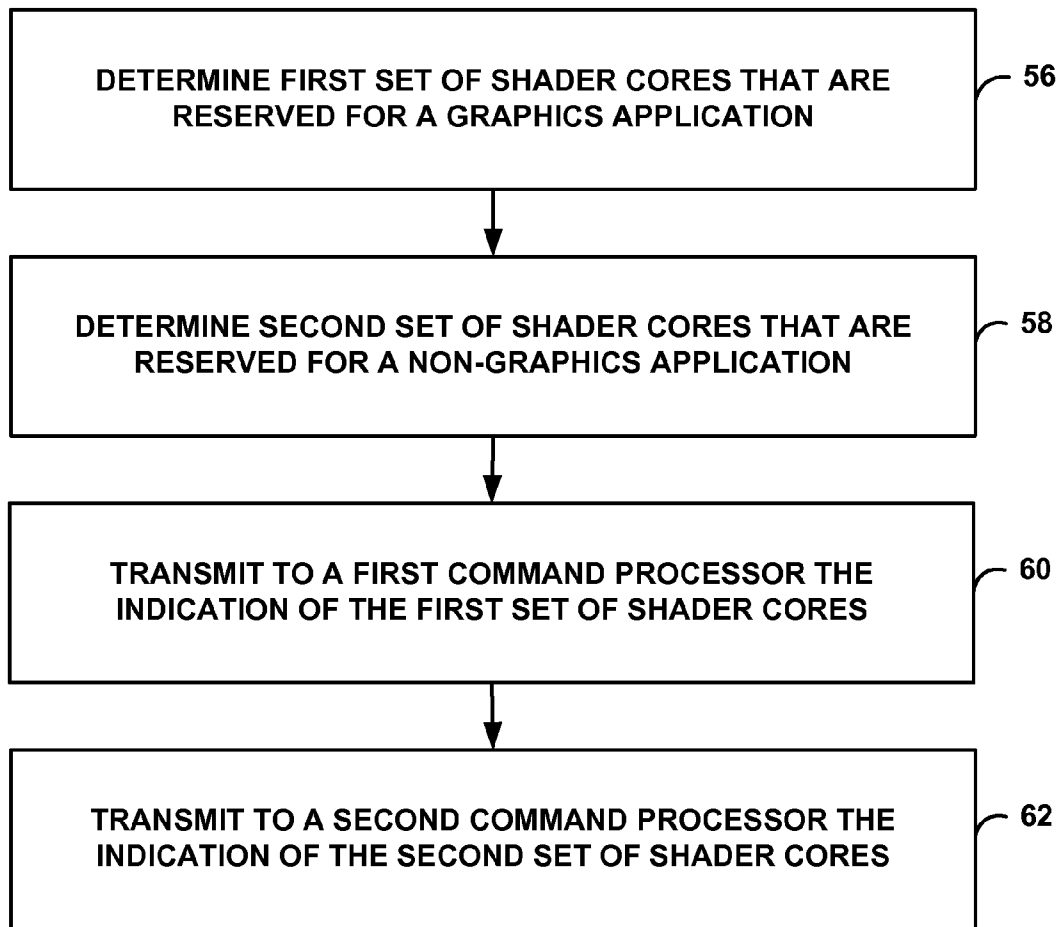 DETERMINE FIRST SET OF SHADER CORES THAT ARE
RESERVED FOR A GRAPHICS APPLICATION
56
DETERMINE SECOND SET OF SHADER CORES THAT ARE
RESERVED FOR A NON-GRAPHICS APPLICATION
58
TRANSMIT TO A FIRST COMMAND PROCESSOR THE
INDICATION OF THE FIRST SET OF SHADER CORES
60
TRANSMIT TO A SECOND COMMAND PROCESSOR THE
INDICATION OF THE SECOND SET OF SHADER CORES
62